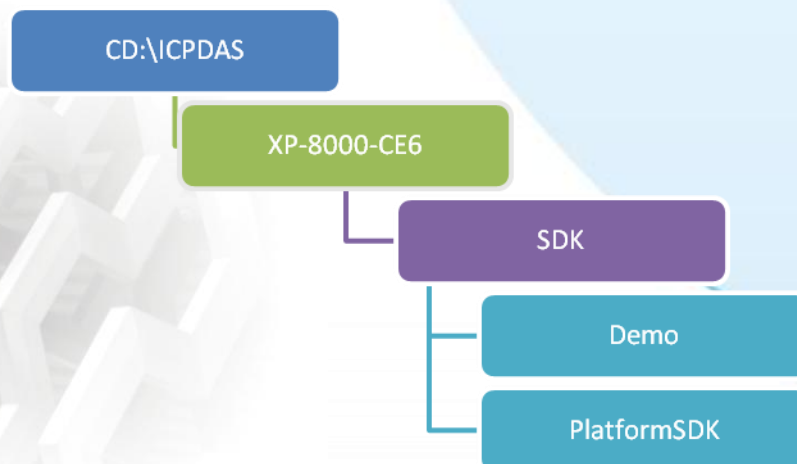 CD:\ICPDAS
XP-8000-CE6
SDK
Demo
PlatformSDK